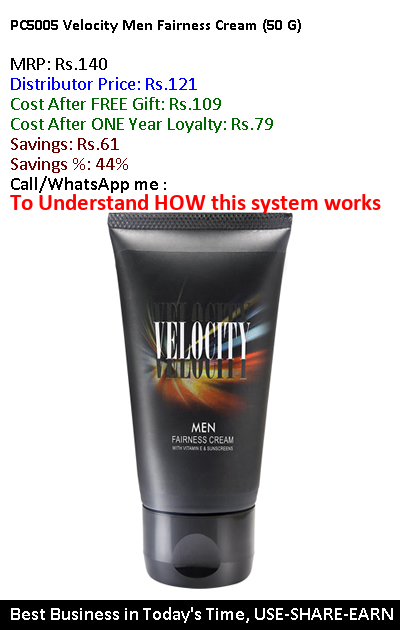 PC5005 Velocity Men Fairness Cream (50 G)
MRP: Rs.140
Distributor Price: Rs.121
Cost After FREE Gift: Rs.109
Cost After ONE Year Loyalty: Rs.79
Savings: Rs.61
Savings %: 44%
Call/WhatsApp me :
To Understand HOW this system works
VELOCITY
VELOCITY
MEN
FAIRNESS CREAM
WITH VITAMIN E & SUNSCREENS
Best Business in Today's Time, USE-SHARE-EARN